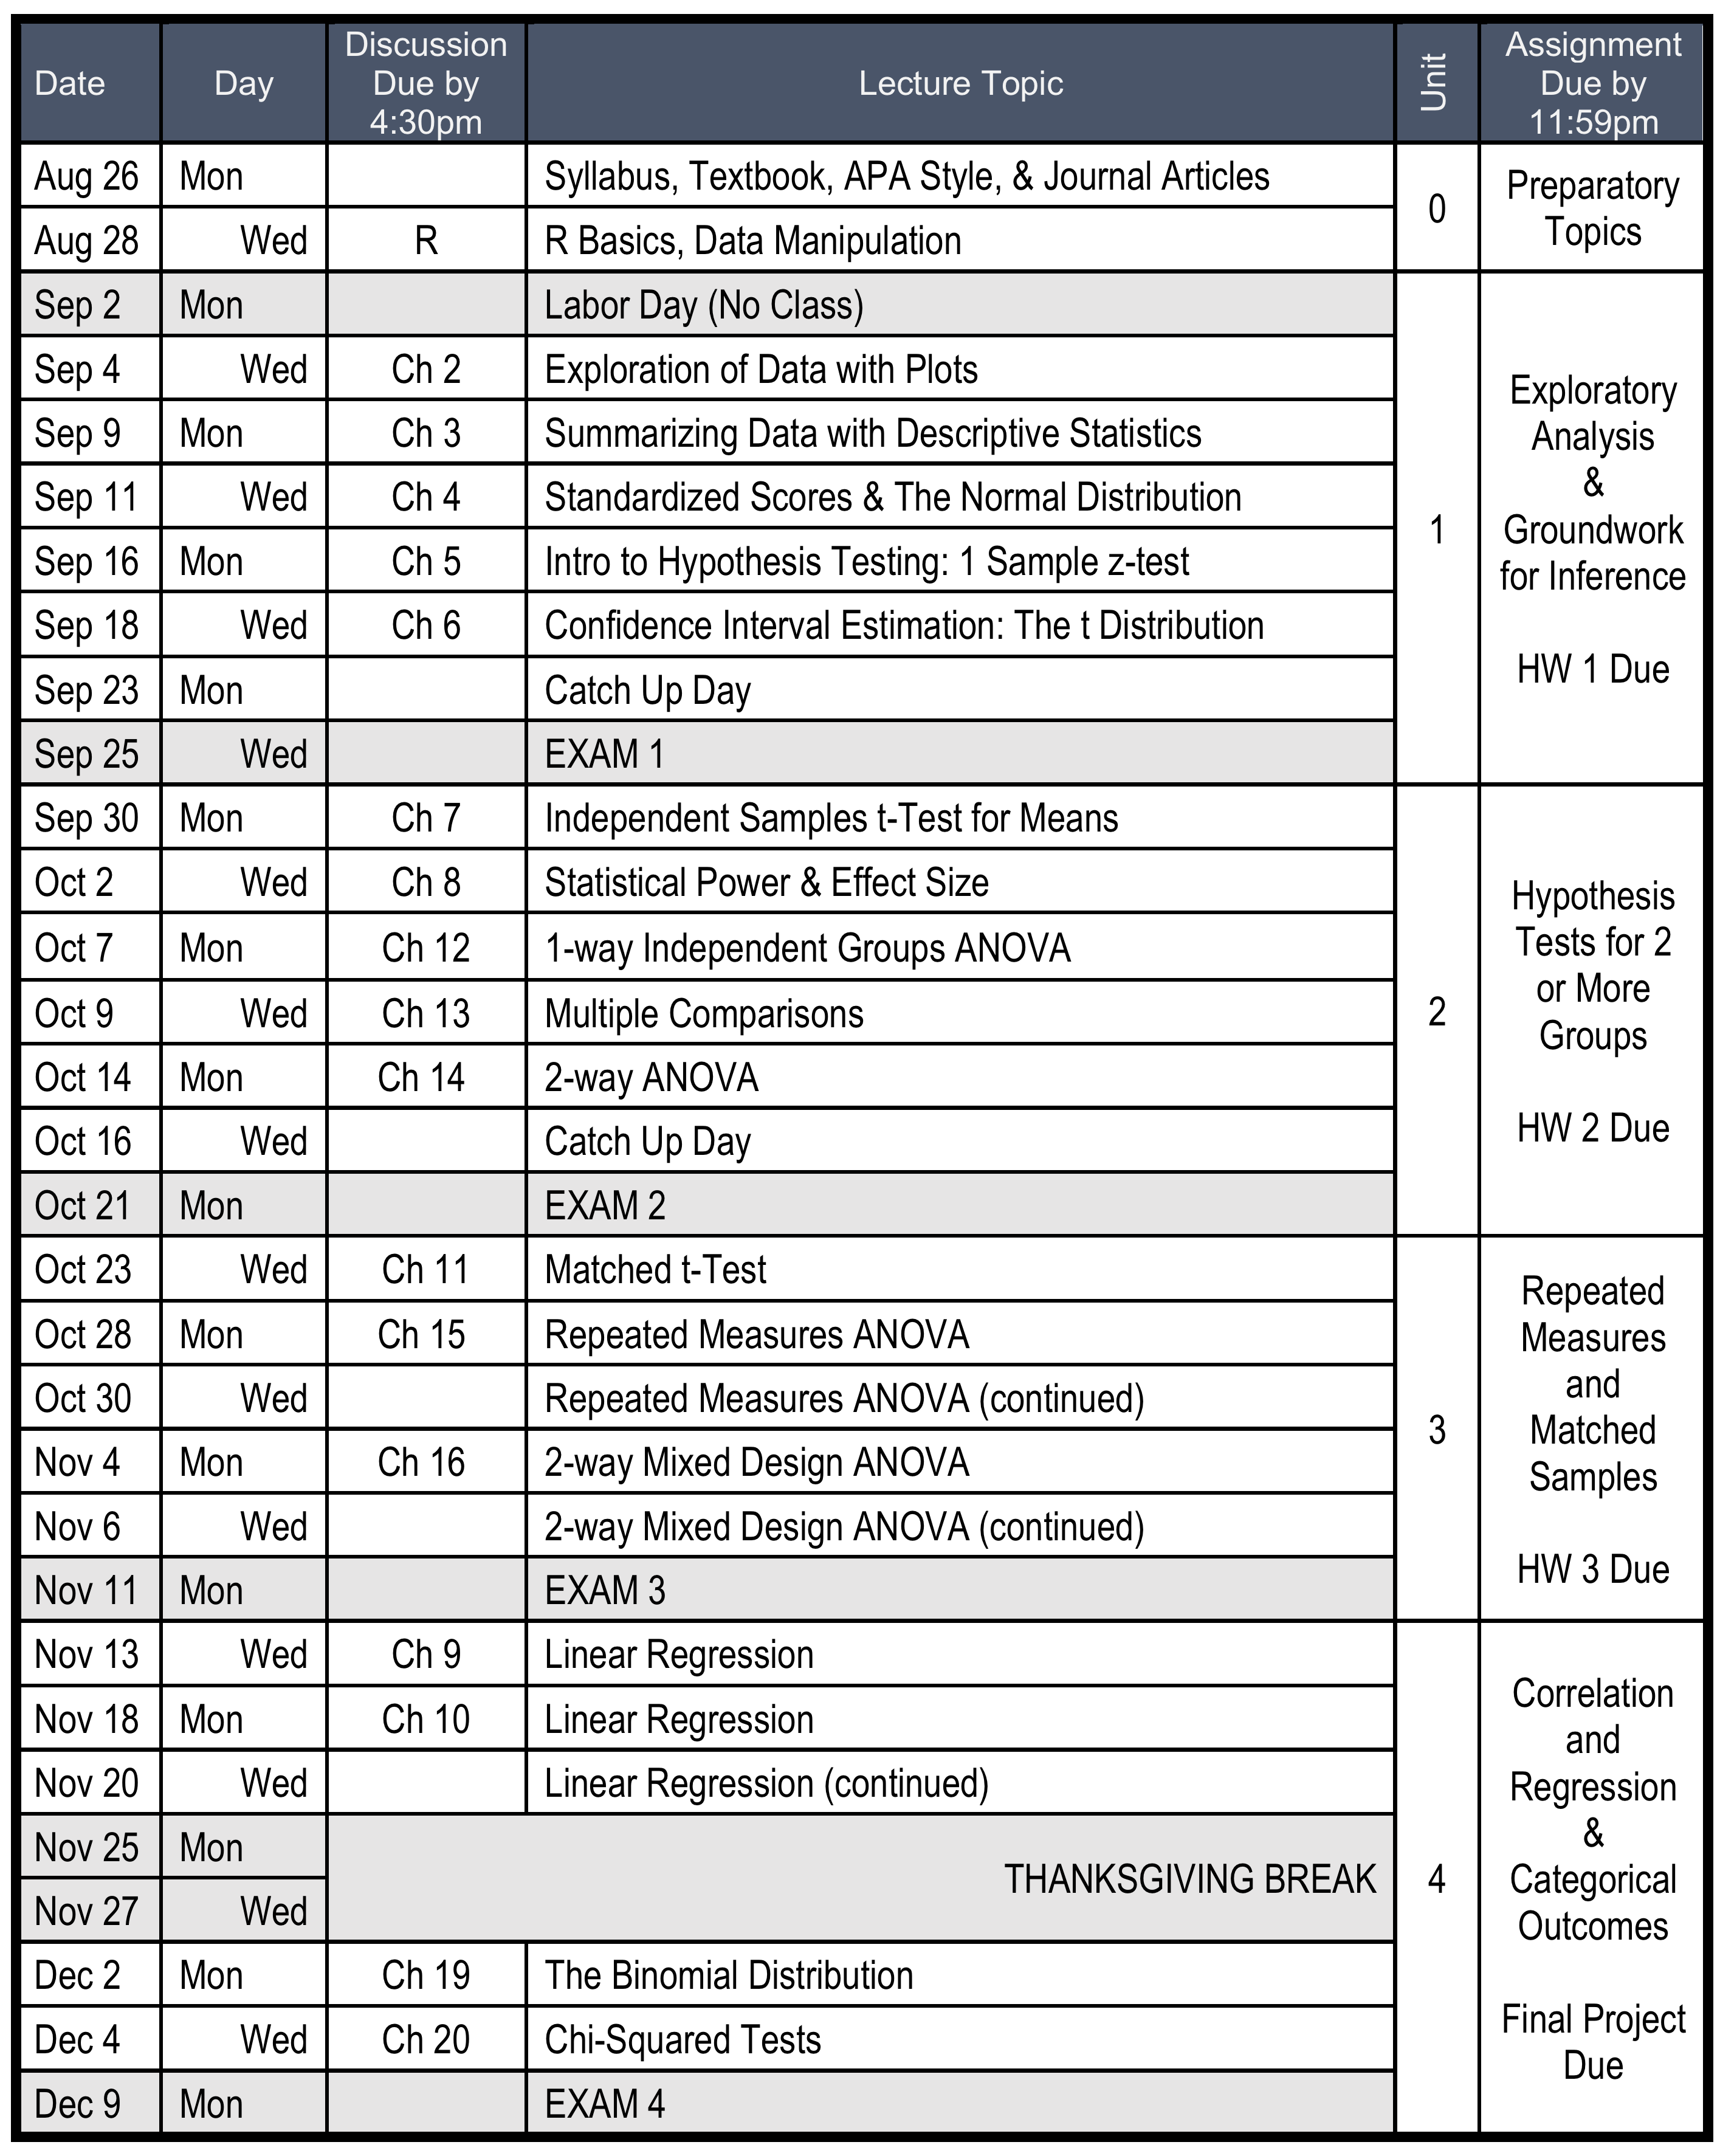 Date Day Discussion Due by 4:30pm Lecture Topic Unit Assignment Due by 11:59pm
Aug 26 Mon Syllabus, Textbook, APA Style, & Journal Articles 0 Preparatory Topics
Aug 28 Wed R R Basics, Data Manipulation
Sep 2 Mon Labor Day (No Class) 1 Exploratory Analysis & Groundwork for Inference HW 1 Due
Sep 4 Wed Ch 2 Exploration of Data with Plots
Sep 9 Mon Ch 3 Summarizing Data with Descriptive Statistics
Sep 11 Wed Ch 4 Standardized Scores & The Normal Distribution
Sep 16 Mon Ch 5 Intro to Hypothesis Testing: 1 Sample z-test
Sep 18 Wed Ch 6 Confidence Interval Estimation: The t Distribution
Sep 23 Mon Catch Up Day
Sep 25 Wed EXAM 1
Sep 30 Mon Ch 7 Independent Samples t-Test for Means 2 Hypothesis Tests for 2 or More Groups HW 2 Due
Oct 2 Wed Ch 8 Statistical Power & Effect Size
Oct 7 Mon Ch 12 1-way Independent Groups ANOVA
Oct 9 Wed Ch 13 Multiple Comparisons
Oct 14 Mon Ch 14 2-way ANOVA
Oct 16 Wed Catch Up Day
Oct 21 Mon EXAM 2
Oct 23 Wed Ch 11 Matched t-Test 3 Repeated Measures and Matched Samples HW 3 Due
Oct 28 Mon Ch 15 Repeated Measures ANOVA
Oct 30 Wed Repeated Measures ANOVA (continued)
Nov 4 Mon Ch 16 2-way Mixed Design ANOVA
Nov 6 Wed 2-way Mixed Design ANOVA (continued)
Nov 11 Mon EXAM 3
Nov 13 Wed Ch 9 Linear Regression 4 Correlation and Regression & Categorical Outcomes Final Project Due
Nov 18 Mon Ch 10 Linear Regression
Nov 20 Wed Linear Regression (continued)
Nov 25 Mon THANKSGIVING BREAK
Nov 27 Wed
Dec 2 Mon Ch 19 The Binomial Distribution
Dec 4 Wed Ch 20 Chi-Squared Tests
Dec 9 Mon EXAM 4